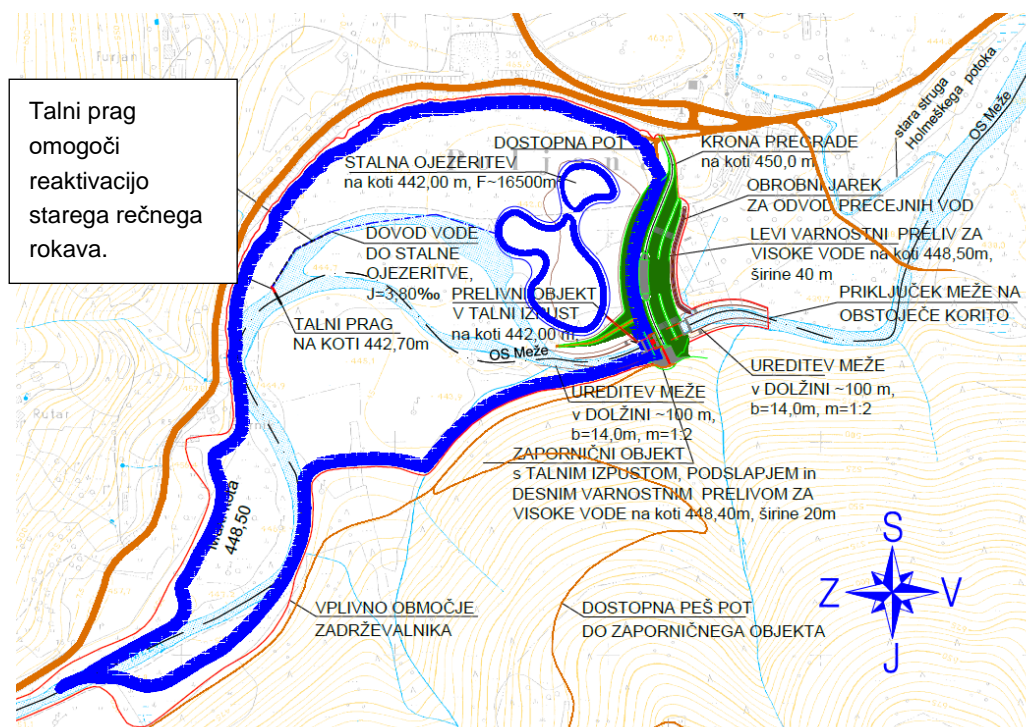 Talni prag
omogoči
reaktivacijo
starega rečnega
rokava.
Furjan
DOSTOPNA POT
STALNA OJEZERITEV
na koti 442,00 m, F~16500m
KRONA PREGRADE
na koti 450,0 m
stara struga
Holmeškega potoka
OS Meže
OBROBNI JAREK
ZA ODVOD PRECEJNIH VOD
DOVOD VODE
DO STALNE
OJEZERITVE,
J=3,80‰
LEVI VARNOSTNI PRELIV ZA
VISOKE VODE na koti 448,50m,
širine 40 m
PRELIVNI OBJEKT
V TALNI IZPUST
na koti 442,00 m,
PRIKLJUČEK MEŽE NA
OBSTOJEČE KORITO
TALNI PRAG
NA KOTI 442,70m
OS Meže
UREDITEV MEŽE
v DOLŽINI ~100 m,
b=14,0m, m=1:2
UREDITEV MEŽE
v DOLŽINI ~100 m,
b=14,0m, m=1:2
Rutar
ZAPORNIČNI OBJEKT
s TALNIM IZPUSTOM, PODSLAPJEM in
DESNIM VARNOSTNIM PRELIVOM ZA
VISOKE VODE na koti 448,40m, širine 20m
448,50
S
Z
V
J
VPLIVNO OBMOČJE
ZADRŽEVALNIKA
DOSTOPNA PEŠ POT
DO ZAPORNIČNEGA OBJEKTA